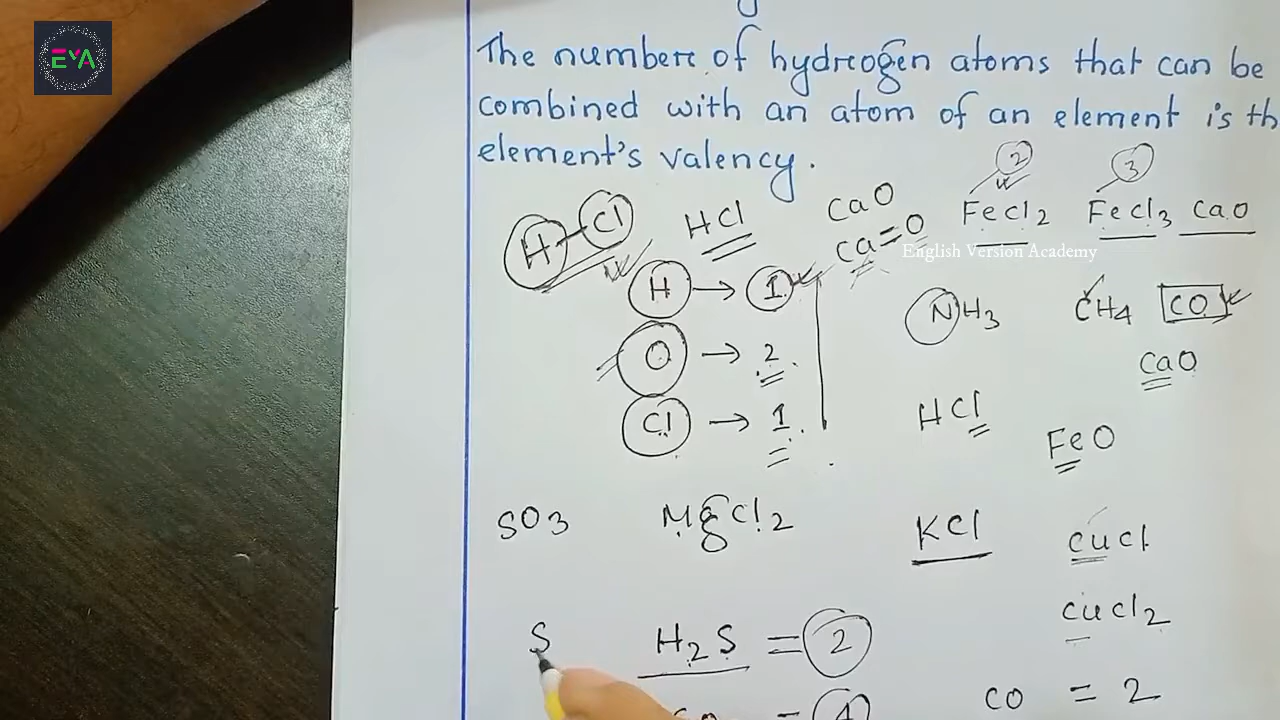 EYA
The number of hydrogen atoms that can be
combined with an atom of an element is th
element's valency.
2
3
H-Cl HCl CaO FeCl2 FeCl3 CaO
Ca=O
English Version Academy
H → 1
NH3 CH4 CO
O → 2.
CaO
Cl → 1.
HCl
FeO
SO3 MgCl2 KCl CuCl
CuCl2
S H2S = 2
CO = 2